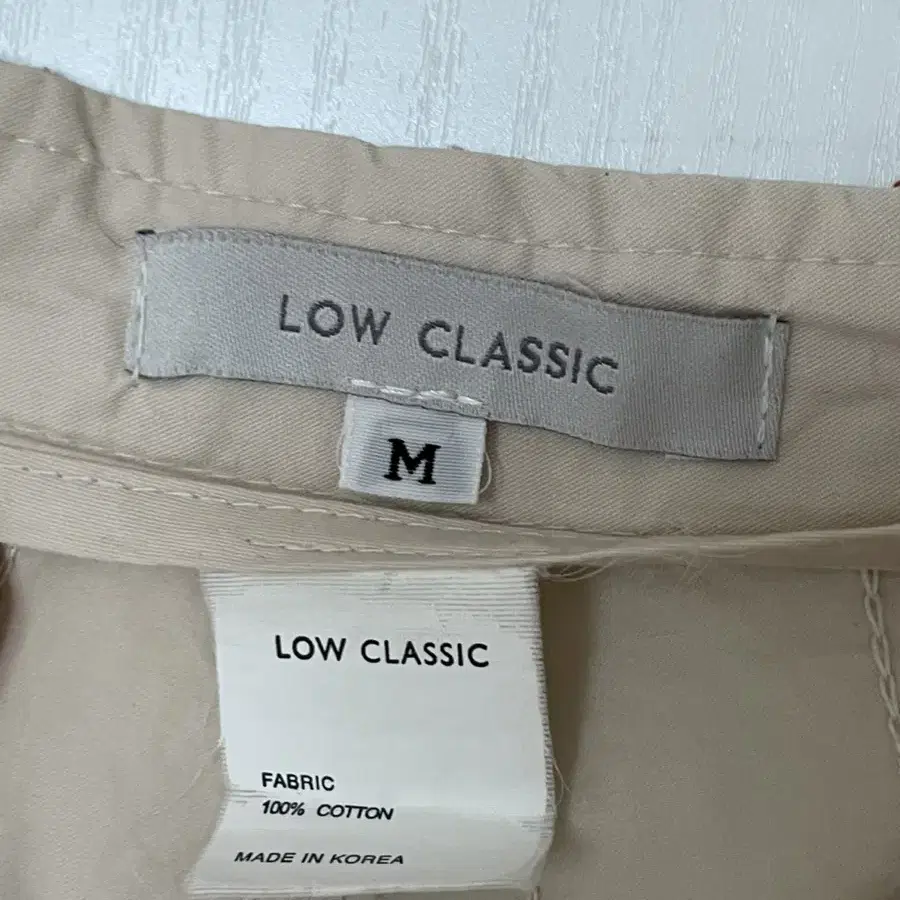 LOW CLASSIC
M
LOW CLASSIC
FABRIC
100% COTTON
MADE IN KOREA